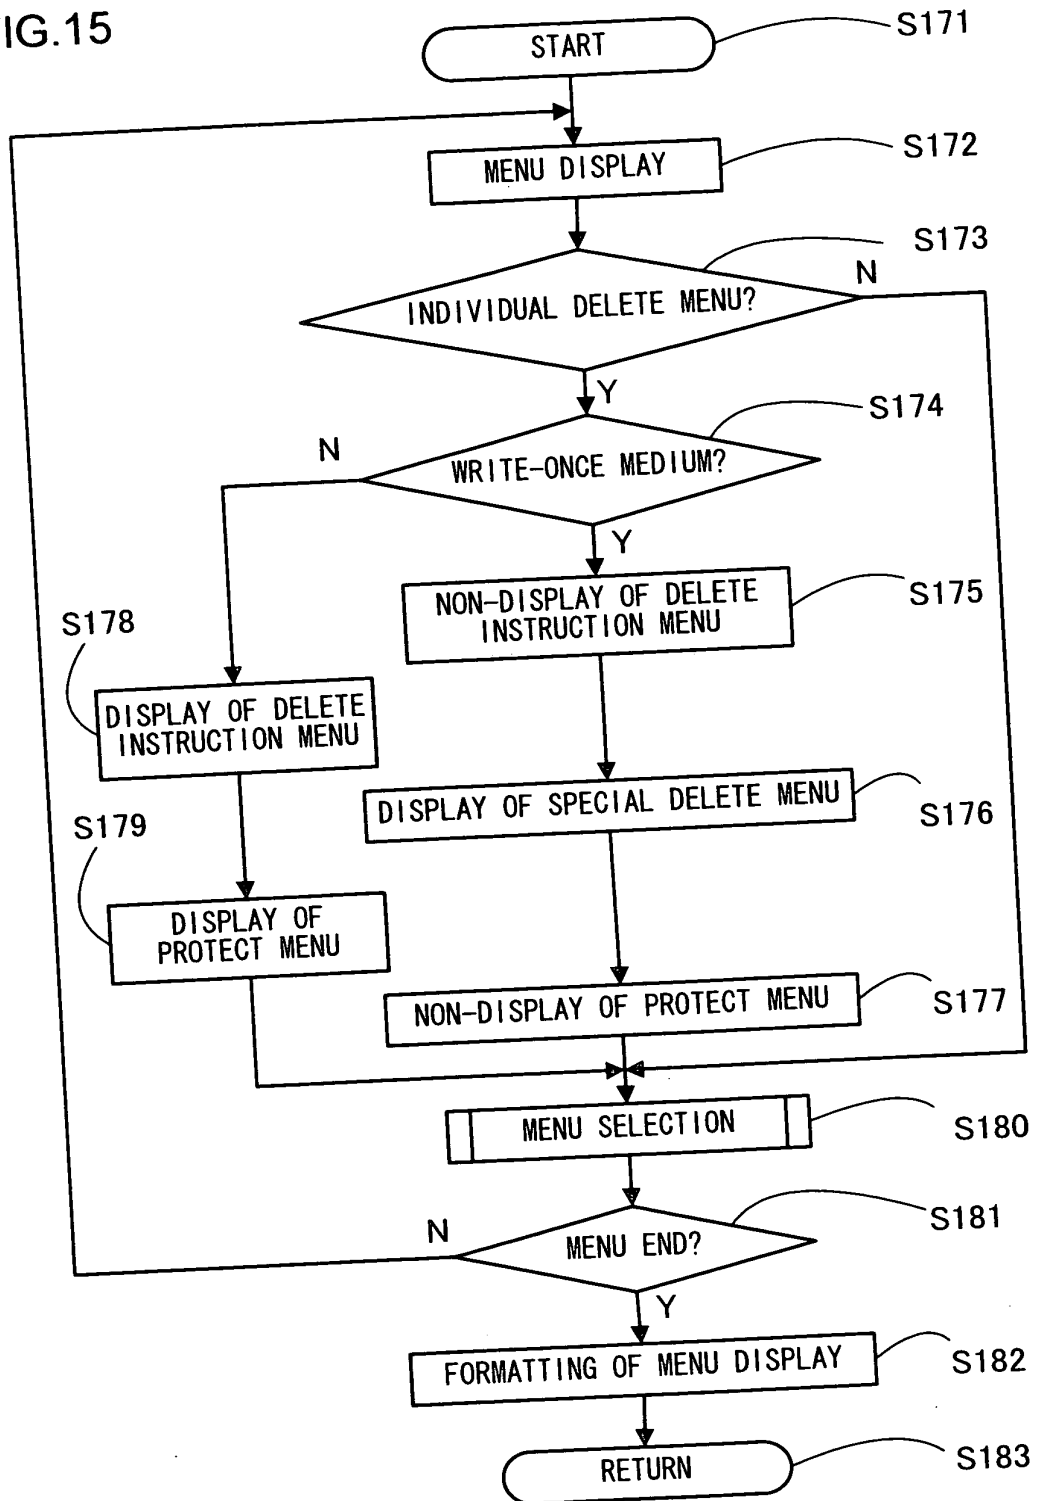 IG.15
START
S171
MENU DISPLAY
S172
S173
INDIVIDUAL DELETE MENU?
N
Y
S174
WRITE-ONCE MEDIUM?
N
Y
NON-DISPLAY OF DELETE
INSTRUCTION MENU
S175
S178
DISPLAY OF DELETE
INSTRUCTION MENU
DISPLAY OF SPECIAL DELETE MENU
S176
S179
DISPLAY OF
PROTECT MENU
NON-DISPLAY OF PROTECT MENU
S177
MENU SELECTION
S180
S181
MENU END?
N
Y
FORMATTING OF MENU DISPLAY
S182
RETURN
S183